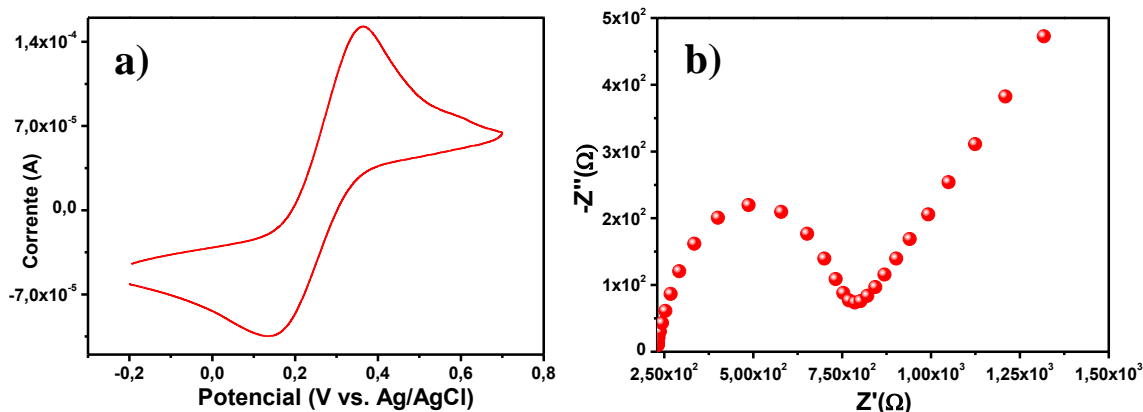 a)
1,4x10⁻⁴
7,0x10⁻⁵
0,0
-7,0x10⁻⁵
Corrente (A)
-0,2 0,0 0,2 0,4 0,6 0,8
Potencial (V vs. Ag/AgCl)
b)
5x10²
4x10²
3x10²
2x10²
1x10²
0
-Z''(Ω)
2,50x10² 5,00x10² 7,50x10² 1,00x10³ 1,25x10³ 1,50x10³
Z'(Ω)